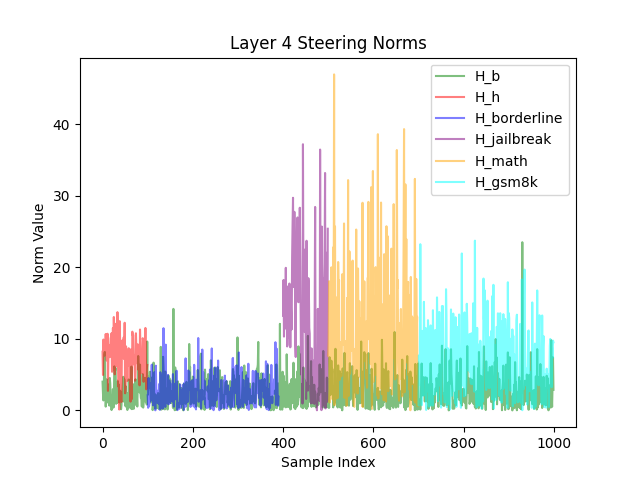 Layer 4 Steering Norms
H_b
H_h
H_borderline
H_jailbreak
H_math
H_gsm8k
Norm Value
40
30
20
10
0
0
200
400
600
800
1000
Sample Index